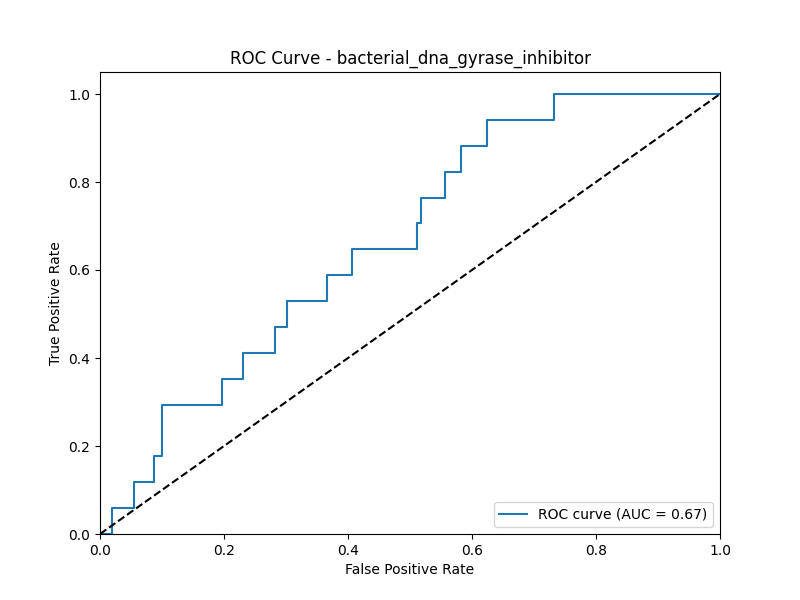 ROC Curve - bacterial_dna_gyrase_inhibitor
1.0
0.8
0.6
0.4
0.2
0.0
True Positive Rate
ROC curve (AUC = 0.67)
0.0 0.2 0.4 0.6 0.8 1.0
False Positive Rate